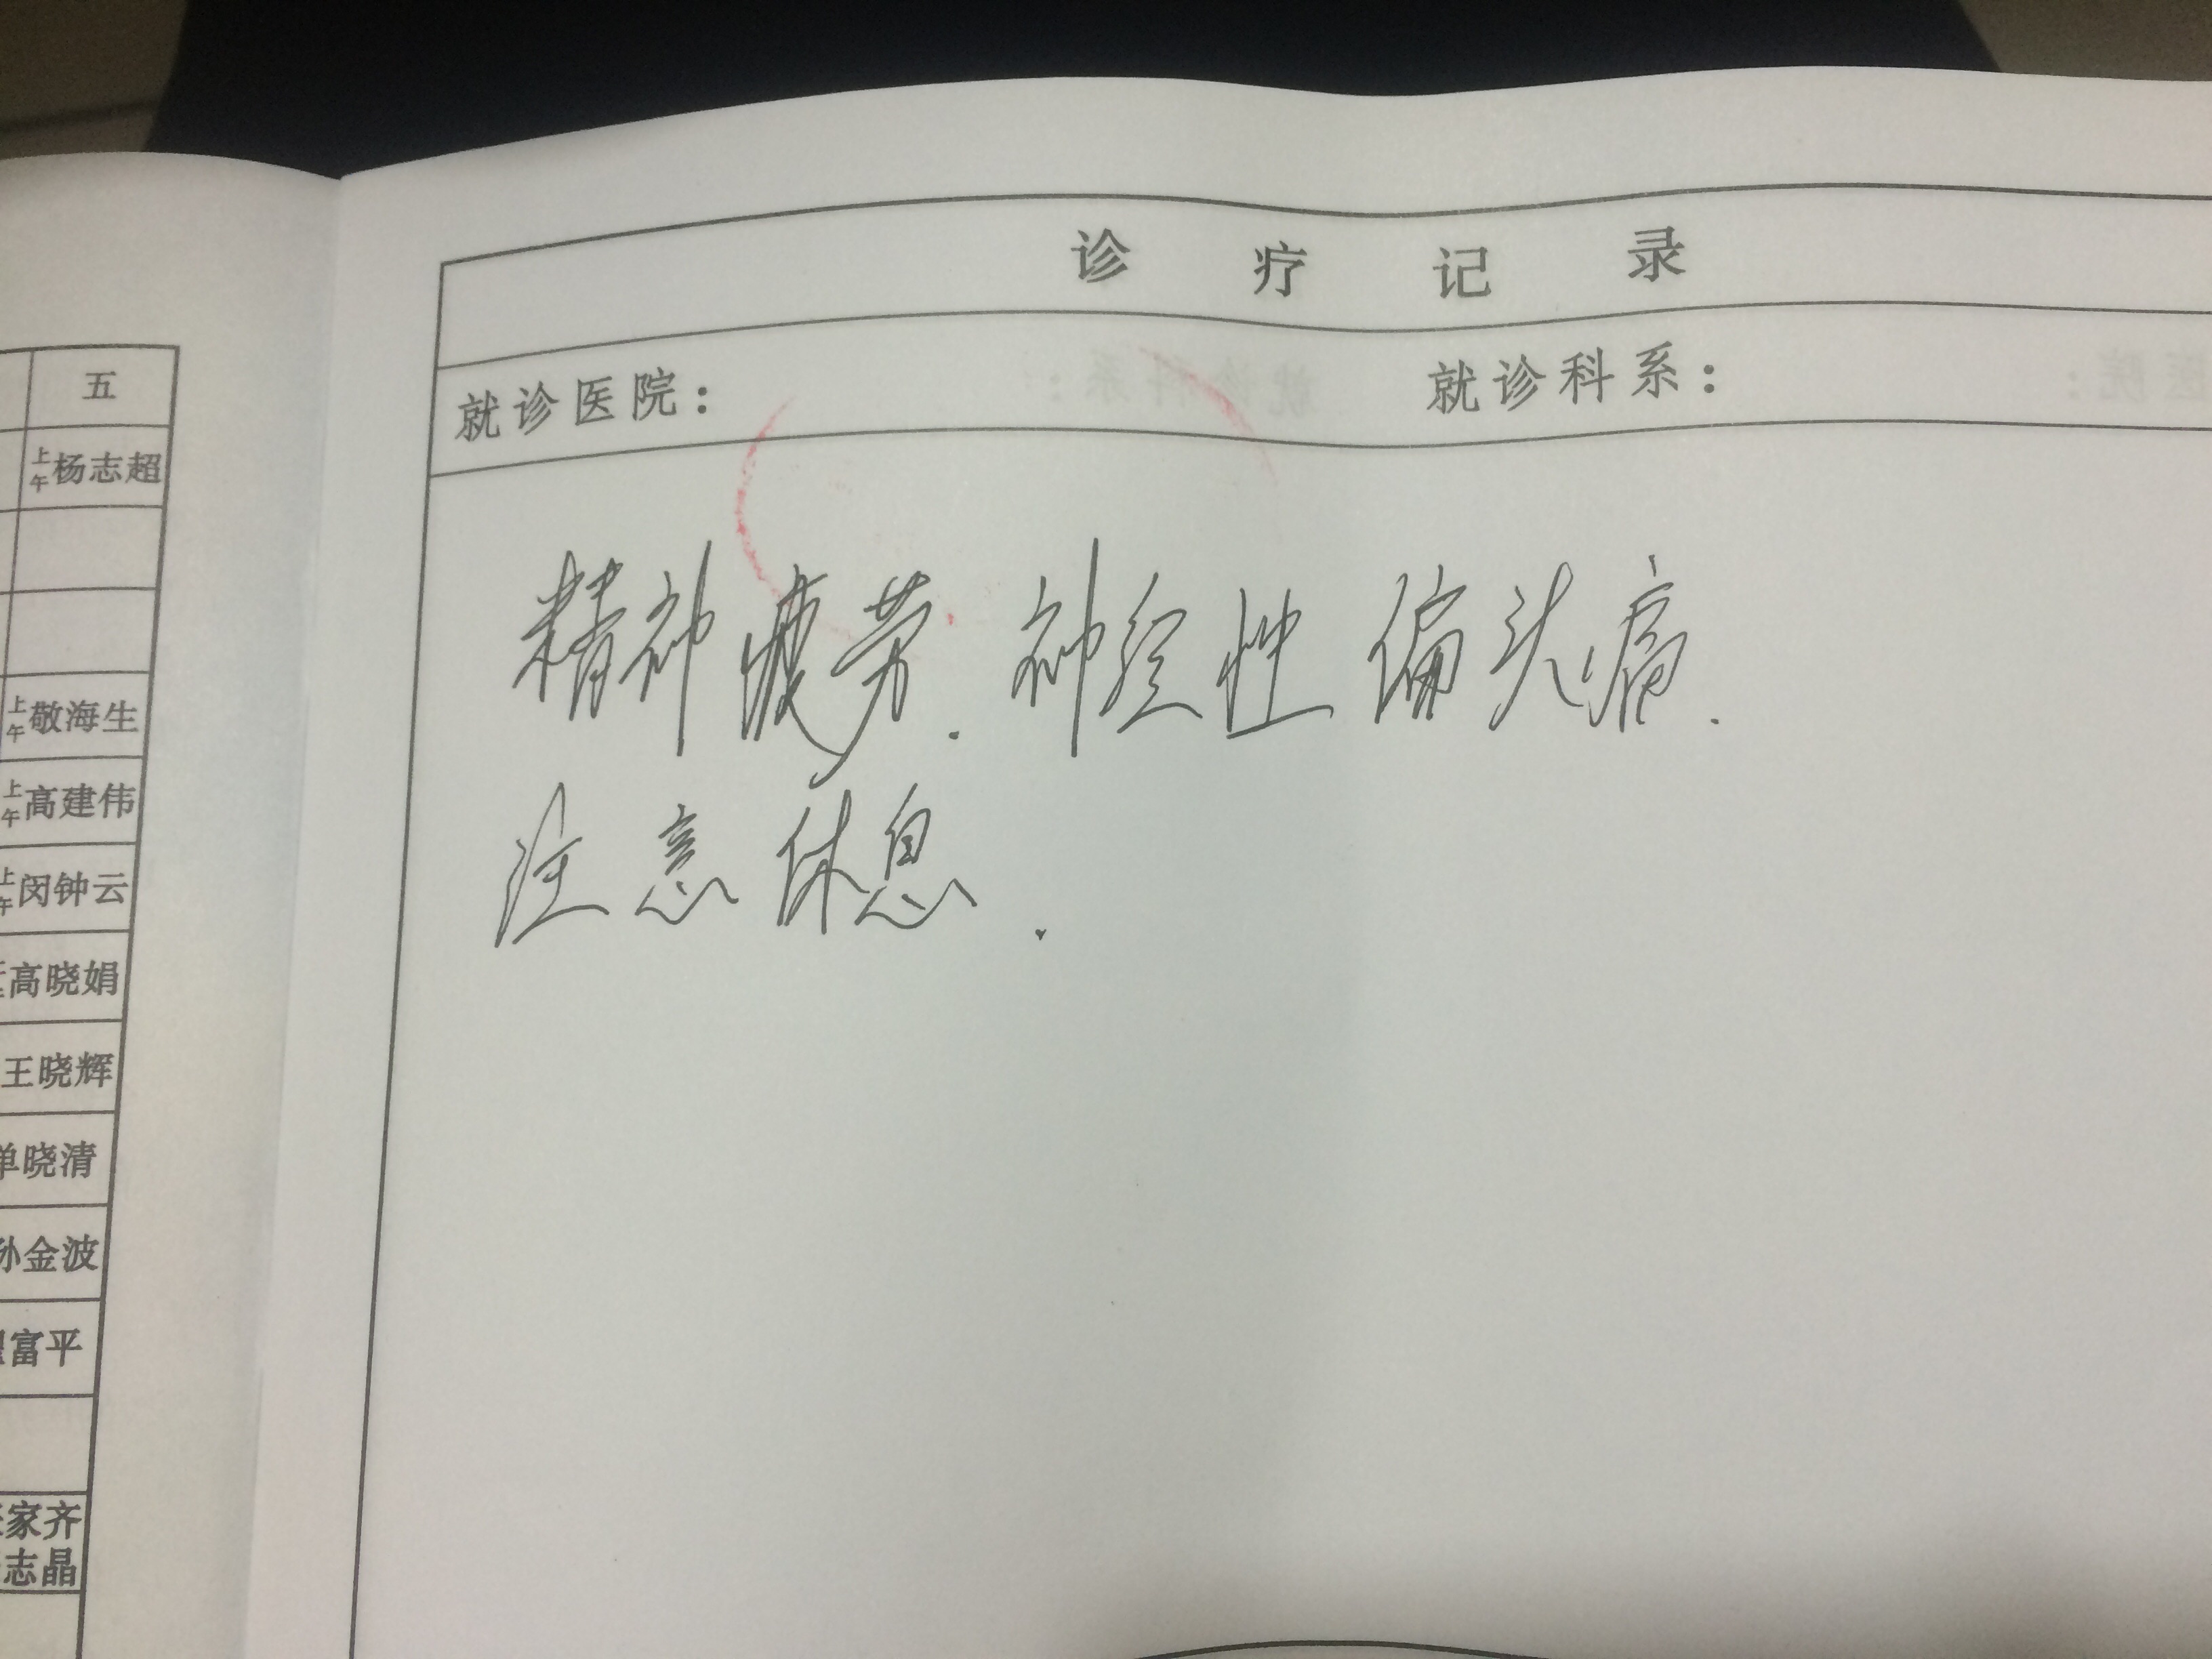 五
上午 杨志超
上午 敬海生
上午 高建伟
上午 闵钟云
高晓娟
王晓辉
单晓清
孙金波
富平
家齐
志晶
诊疗记录
就诊医院： 就诊科系：
精神疲劳. 神经性偏头痛.
注意休息.